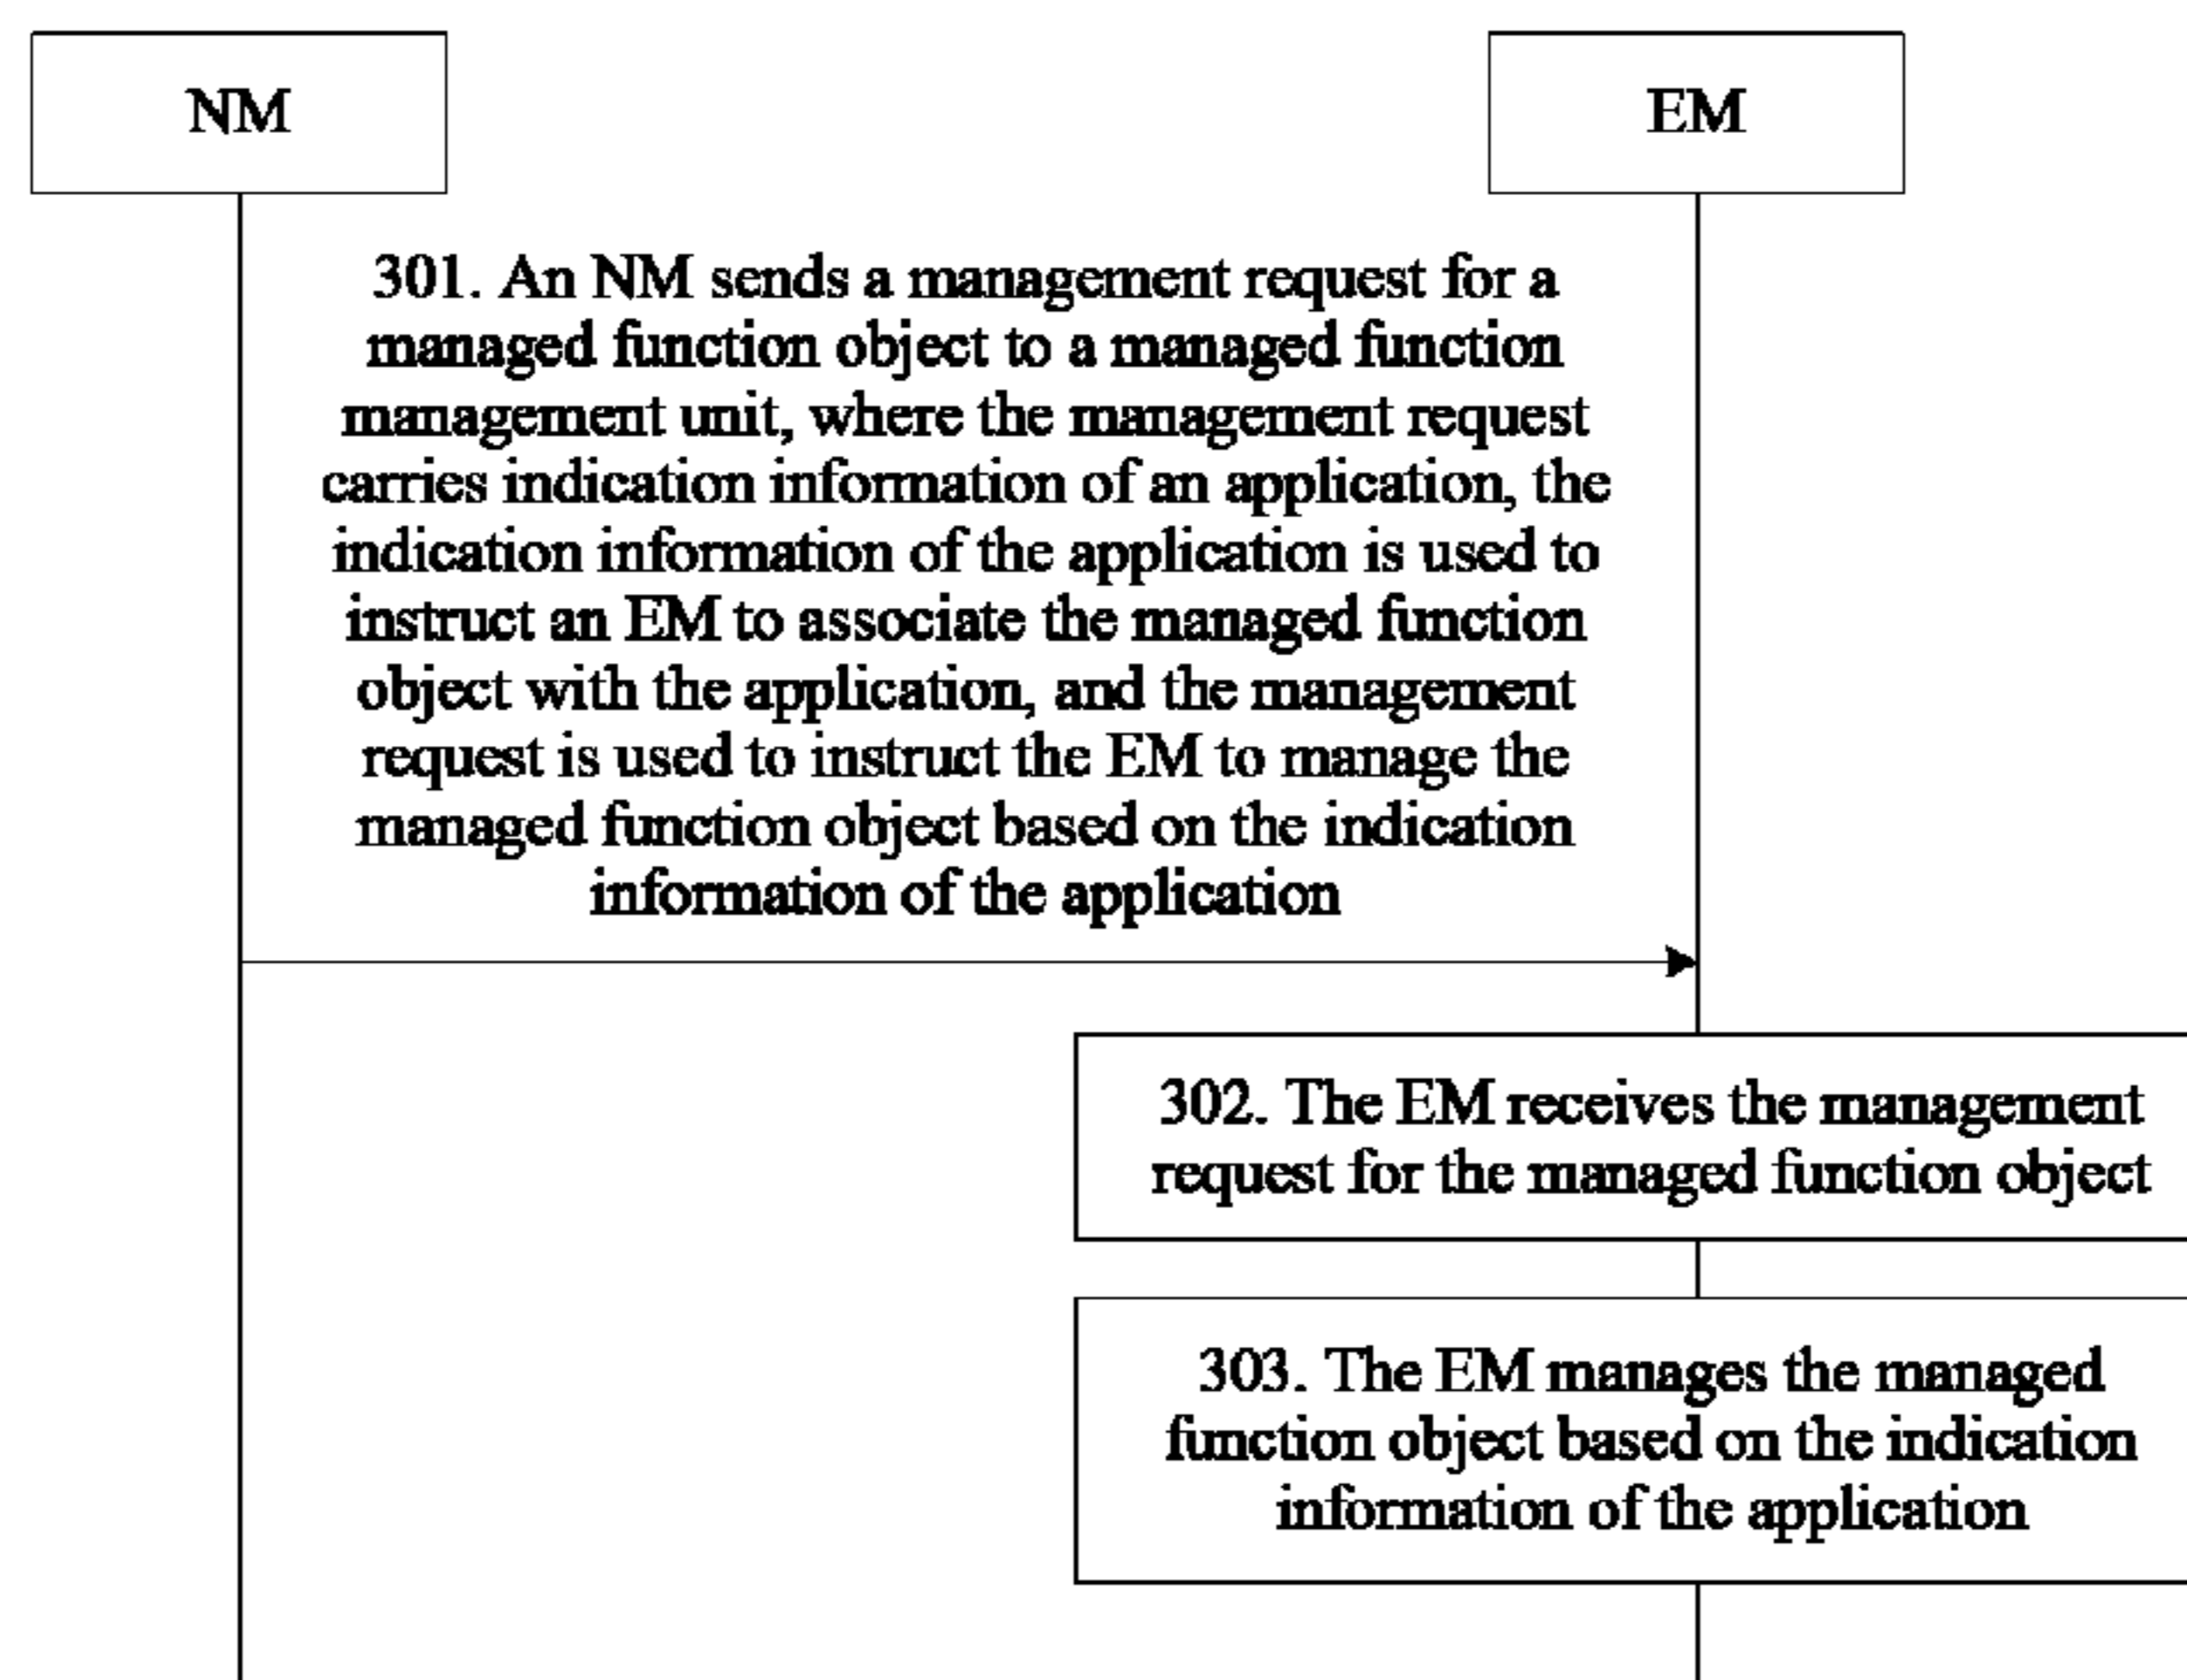 NM
EM
301. An NM sends a management request for a
managed function object to a managed function
management unit, where the management request
carries indication information of an application, the
indication information of the application is used to
instruct an EM to associate the managed function
object with the application, and the management
request is used to instruct the EM to manage the
managed function object based on the indication
information of the application
302. The EM receives the management
request for the managed function object
303. The EM manages the managed
function object based on the indication
information of the application